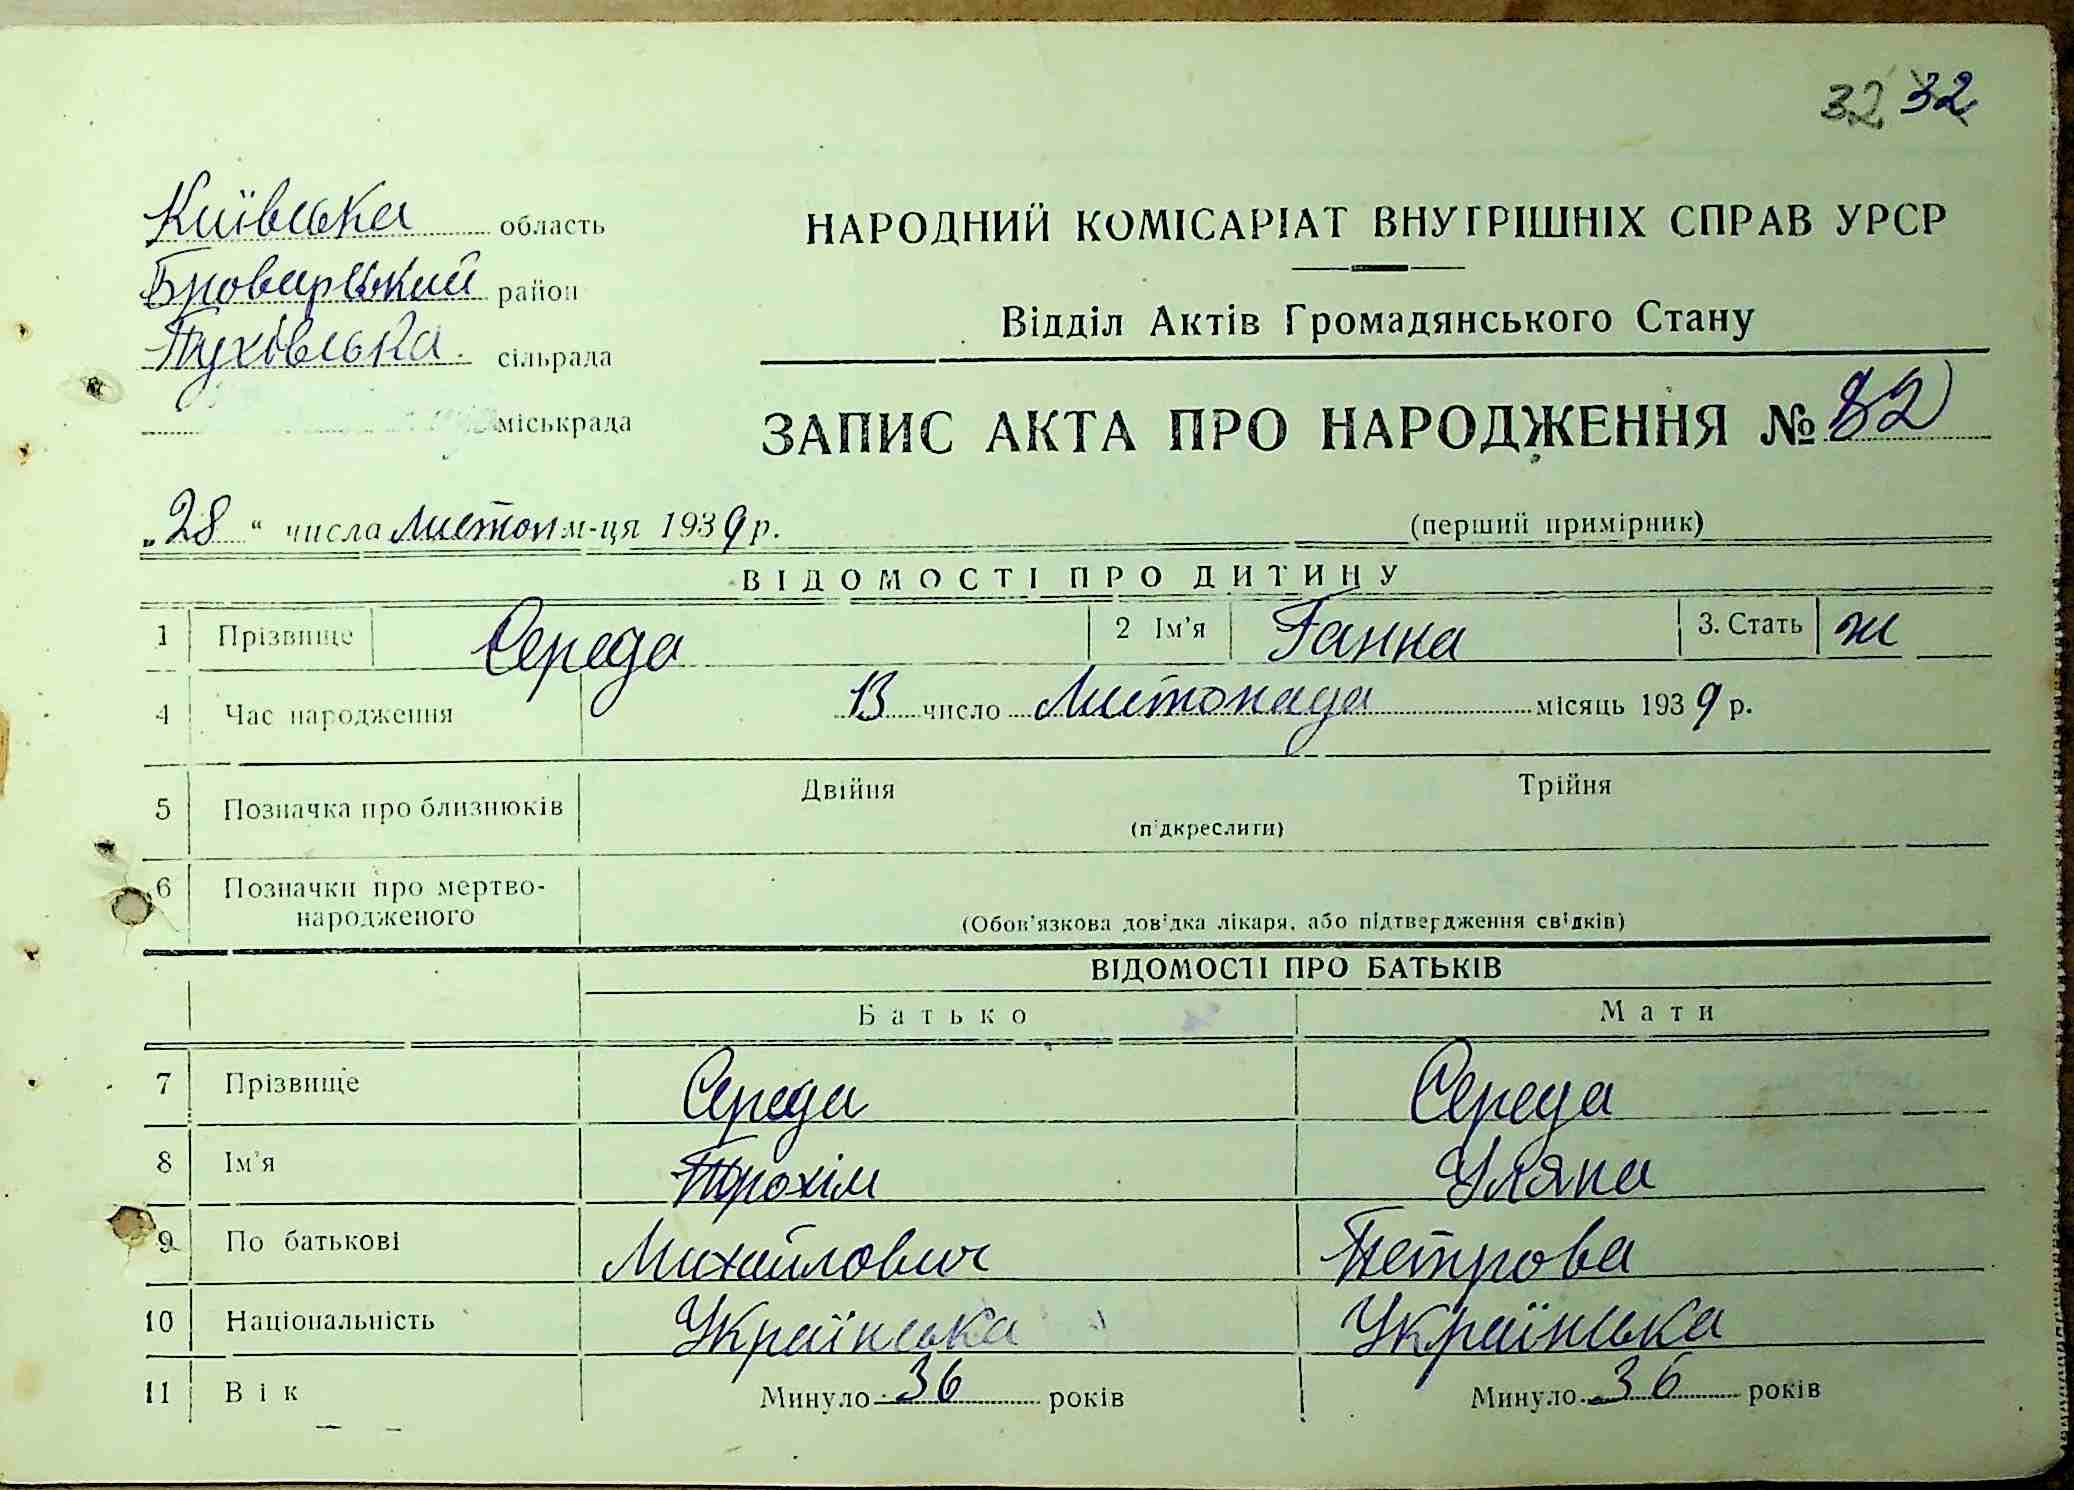 32 32
Київська область
Броварський район
Пухівська сільрада
міськрада
НАРОДНИЙ КОМІСАРІАТ ВНУТРІШНІХ СПРАВ УРСР
Відділ Актів Громадянського Стану
ЗАПИС АКТА ПРО НАРОДЖЕННЯ № 82
„28“ числа Листоп м-ця 1939 р.
(перший примірник)
ВІДОМОСТІ ПРО ДИТИНУ
1 Прізвище Середа 2 Ім'я Ганна 3. Стать ж
4 Час народження 13 число Листопада місяць 1939 р.
5 Позначка про близнюків Двійня Трійня
(підкреслити)
6 Позначки про мертво-
народженого
(Обов'язкова довідка лікаря, або підтвердження свідків)
ВІДОМОСТІ ПРО БАТЬКІВ
Батько Мати
7 Прізвище Середа Середа
8 Ім'я Трохім Уляна
9 По батькові Михайлович Петрова
10 Національність Українська Українська
11 Вік Минуло 36 років Минуло 36 років